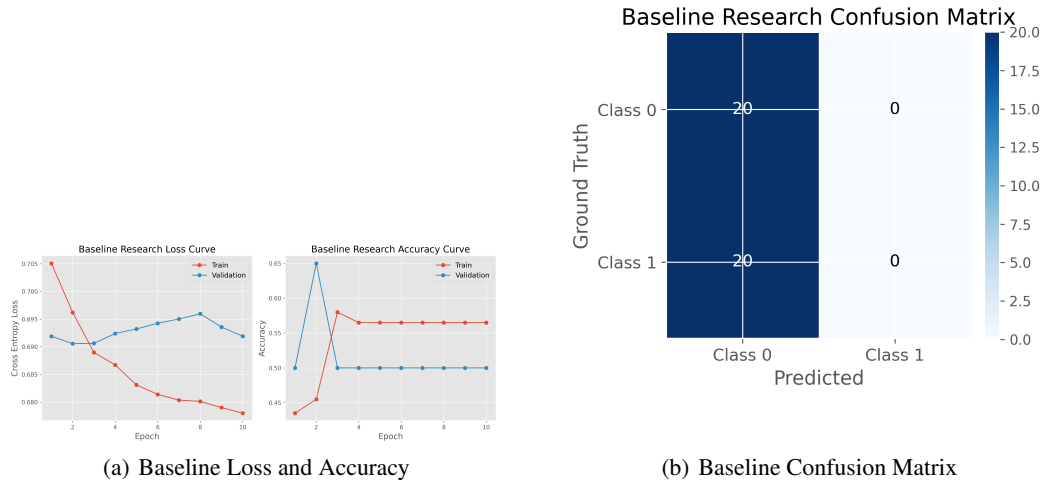 Baseline Research Loss Curve
Train
Validation
0.705
0.700
0.695
0.690
0.685
0.680
Cross Entropy Loss
2 4 6 8 10
Epoch
Baseline Research Accuracy Curve
Train
Validation
0.65
0.60
0.55
0.50
0.45
Accuracy
2 4 6 8 10
Epoch
(a) Baseline Loss and Accuracy
Baseline Research Confusion Matrix
Ground Truth
Class 0
20 0
Class 1
20 0
Class 0 Class 1
Predicted
20.0
17.5
15.0
12.5
10.0
7.5
5.0
2.5
0.0
(b) Baseline Confusion Matrix